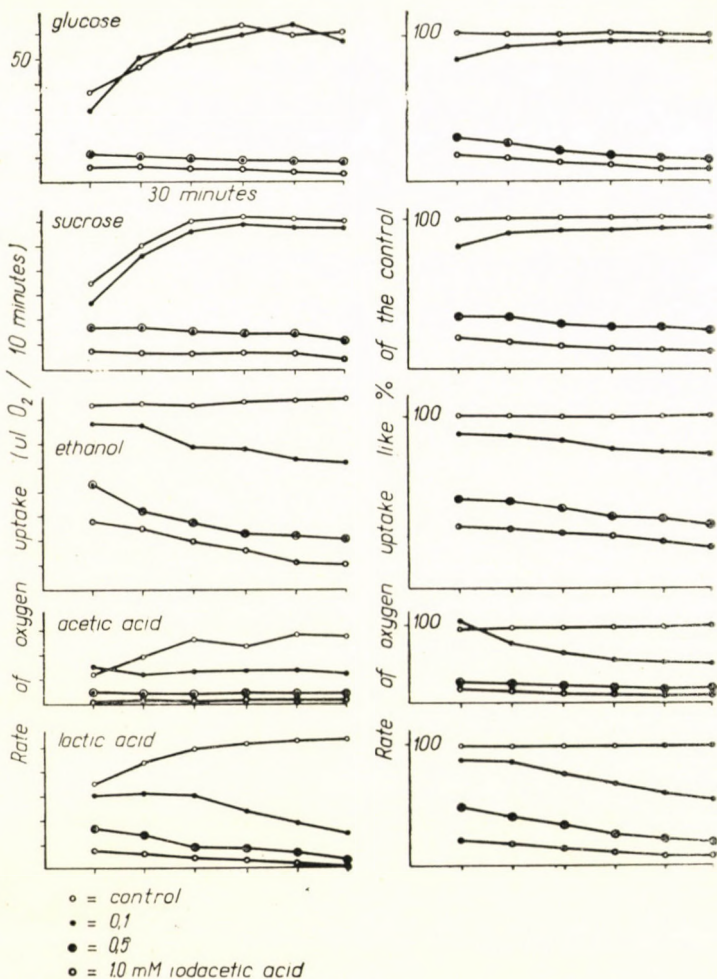 glucose
50
100
30 minutes
sucrose
100
ethanol
100
acetic acid
100
lactic acid
100
Rate of oxygen uptake (ul O₂ / 10 minutes)
Rate of oxygen uptake like % of the control
o = control
• = 0,1
● = 0,5
o = 1.0 mM iodacetic acid